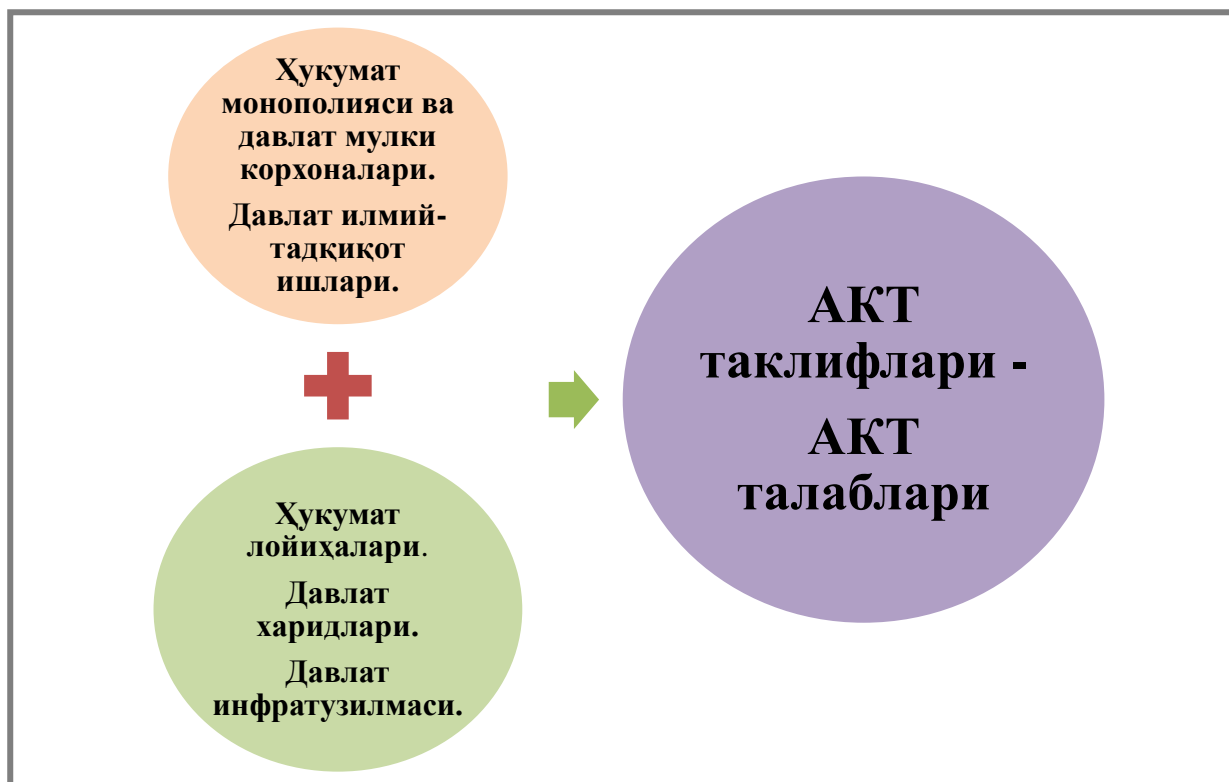 Ҳукумат
монополияси ва
давлат мулки
корхоналари.
Давлат илмий-
тадқиқот
ишлари.
Ҳукумат
лойиҳалари.
Давлат
харидлари.
Давлат
инфратузилмаси.
АКТ
таклифлари -
АКТ
талаблари